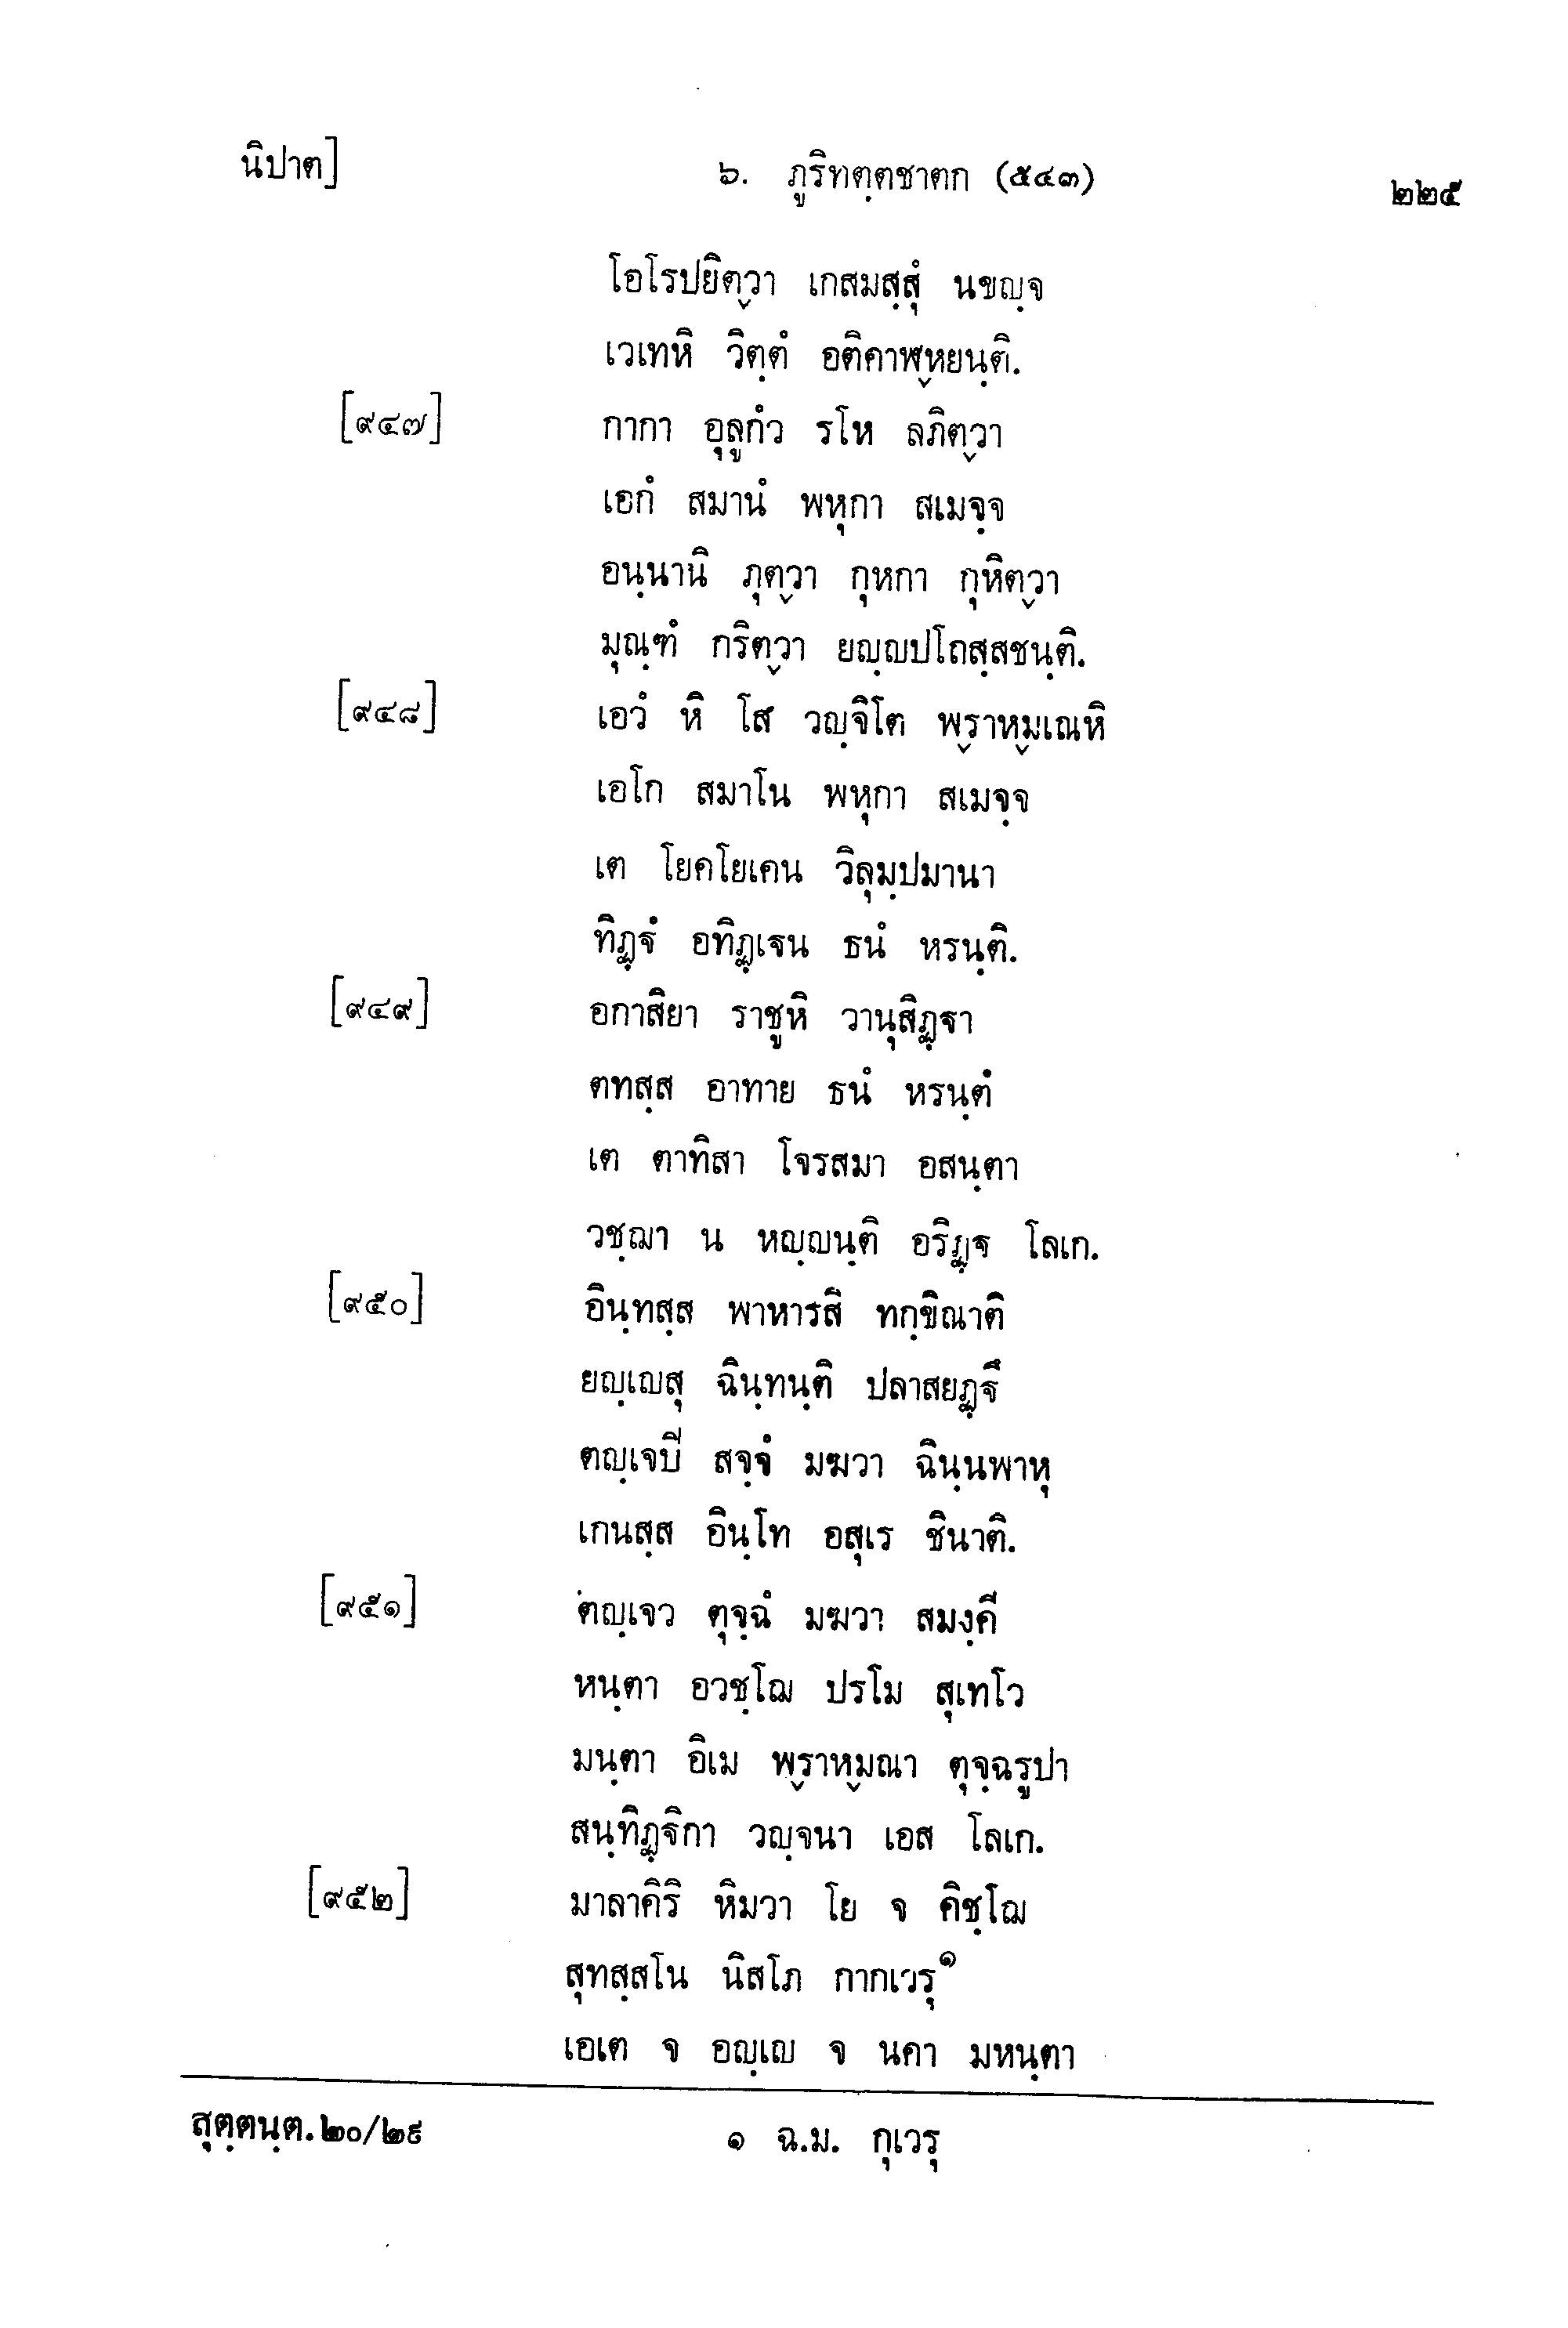 นิปาต] ๖. ภูริทตฺตชาตก (๕๔๓) ๒๒๕
โอโรปยิตฺวา เกสมสฺสุํ นขญฺจ
เวเทหิ วิตฺตํ อติคาฬฺหยนฺติ.
[๙๔๗] กากา อุลูกํว รโห ลภิตฺวา
เอกํ สมานํ พหุกา สเมจฺจ
อนฺนานิ ภุตฺวา กุหกา กุหิตฺวา
มุณฺฑํ กริตฺวา ยญฺญปโถสฺสชนฺติ.
[๙๔๘] เอวํ หิ โส วญฺจิโต พฺราหฺมเณหิ
เอโก สมาโน พหุกา สเมจฺจ
เต โยคโยเคน วิลุมฺปมานา
ทิฏฺฐํ อทิฏฺเฐน ธนํ หรนฺติ.
[๙๔๙] อกาสิยา ราชูหิ วานุสิฏฺฐา
ตทสฺส อาทาย ธนํ หรนฺตํ
เต ตาทิสา โจรสมา อสนฺตา
วชฺฌา น หญฺญนฺติ อริฏฺฐ โลเก.
[๙๕๐] อินฺทสฺส พาหารสิ ทกฺขิณาติ
ยญฺเญสุ ฉินฺทนฺติ ปลาสยฏฺฐึ
ตญฺเจปิ สจฺจํ มฆวา ฉินฺนพาหุ
เกนสฺส อินฺโท อสุเร ชินาติ.
[๙๕๑] ตญฺเจว ตุจฺฉํ มฆวา สมงฺคี
หนฺตา อวชฺโฌ ปรโม สุเทโว
มนฺตา อิเม พฺราหฺมณา ตุจฺฉรูปา
สนฺทิฏฺฐิกา วญฺจนา เอส โลเก.
[๙๕๒] มาลาคิริ หิมวา โย จ คิชฺโฌ
สุทสฺสโน นิสโภ กากเวรุ๑
เอเต จ อญฺเญ จ นคา มหนฺตา
สุตฺตนฺต.๒๐/๒๙ ๑ ฉ.ม. กุเวรุ